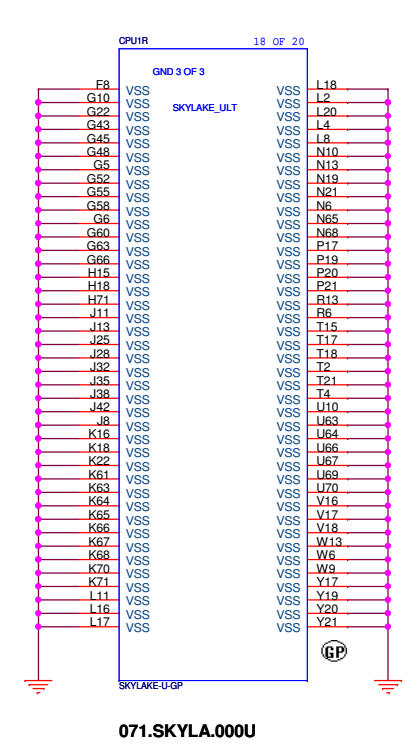 CPU1R 18 OF 20
GND 3 OF 3
SKYLAKE_ULT
F8 VSS VSS L18
G10 VSS VSS L2
G22 VSS VSS L20
G43 VSS VSS L4
G45 VSS VSS L8
G48 VSS VSS N10
G5 VSS VSS N13
G52 VSS VSS N19
G55 VSS VSS N21
G58 VSS VSS N6
G6 VSS VSS N65
G60 VSS VSS N68
G63 VSS VSS P17
G66 VSS VSS P19
H15 VSS VSS P20
H18 VSS VSS P21
H71 VSS VSS R13
J11 VSS VSS R6
J13 VSS VSS T15
J25 VSS VSS T17
J28 VSS VSS T18
J32 VSS VSS T2
J35 VSS VSS T21
J38 VSS VSS T4
J42 VSS VSS U10
J8 VSS VSS U63
K16 VSS VSS U64
K18 VSS VSS U66
K22 VSS VSS U67
K61 VSS VSS U69
K63 VSS VSS U70
K64 VSS VSS V16
K65 VSS VSS V17
K66 VSS VSS V18
K67 VSS VSS W13
K68 VSS VSS W6
K70 VSS VSS W9
K71 VSS VSS Y17
L11 VSS VSS Y19
L16 VSS VSS Y20
L17 VSS VSS Y21
GP
SKYLAKE-U-GP
071.SKYLA.000U